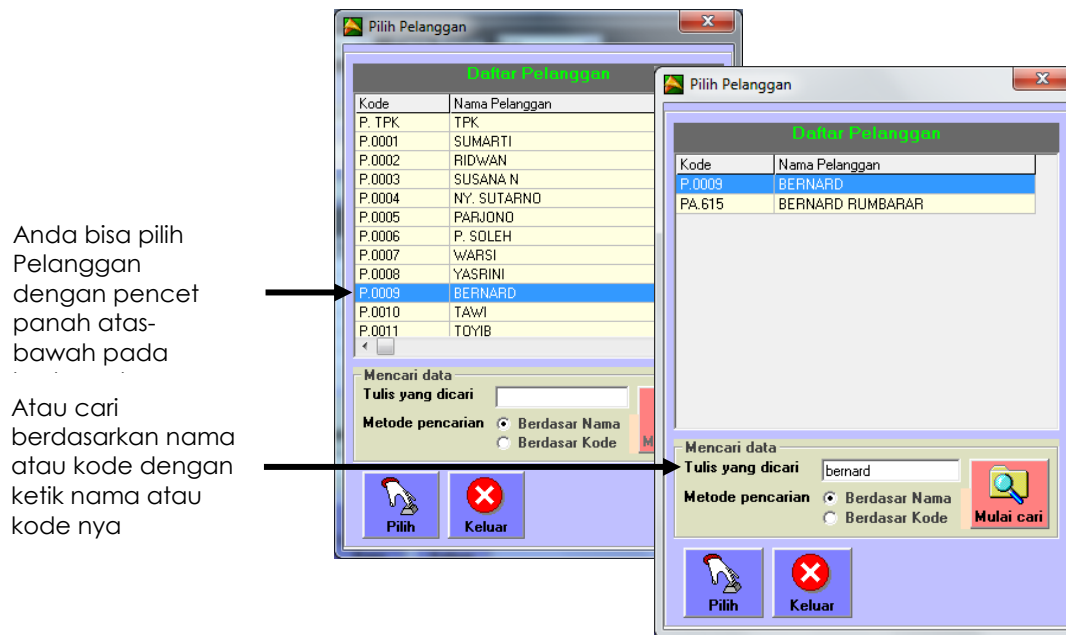 Pilih Pelanggan
Daftar Pelanggan
Kode Nama Pelanggan
P. TPK TPK
P.0001 SUMARTI
P.0002 RIDWAN
P.0003 SUSANA N
P.0004 NY. SUTARNO
P.0005 PARJONO
P.0006 P. SOLEH
P.0007 WARSI
P.0008 YASRINI
P.0009 BERNARD
P.0010 TAWI
P.0011 TOYIB
Mencari data
Tulis yang dicari
Metode pencarian Berdasar Nama
Berdasar Kode M
Pilih Keluar
Pilih Pelanggan
Daftar Pelanggan
Kode Nama Pelanggan
P.0009 BERNARD
PA.615 BERNARD RUMBARAR
Mencari data
Tulis yang dicari bernard
Metode pencarian Berdasar Nama
Berdasar Kode Mulai cari
Pilih Keluar
Anda bisa pilih
Pelanggan
dengan pencet
panah atas-
bawah pada
Atau cari
berdasarkan nama
atau kode dengan
ketik nama atau
kode nya